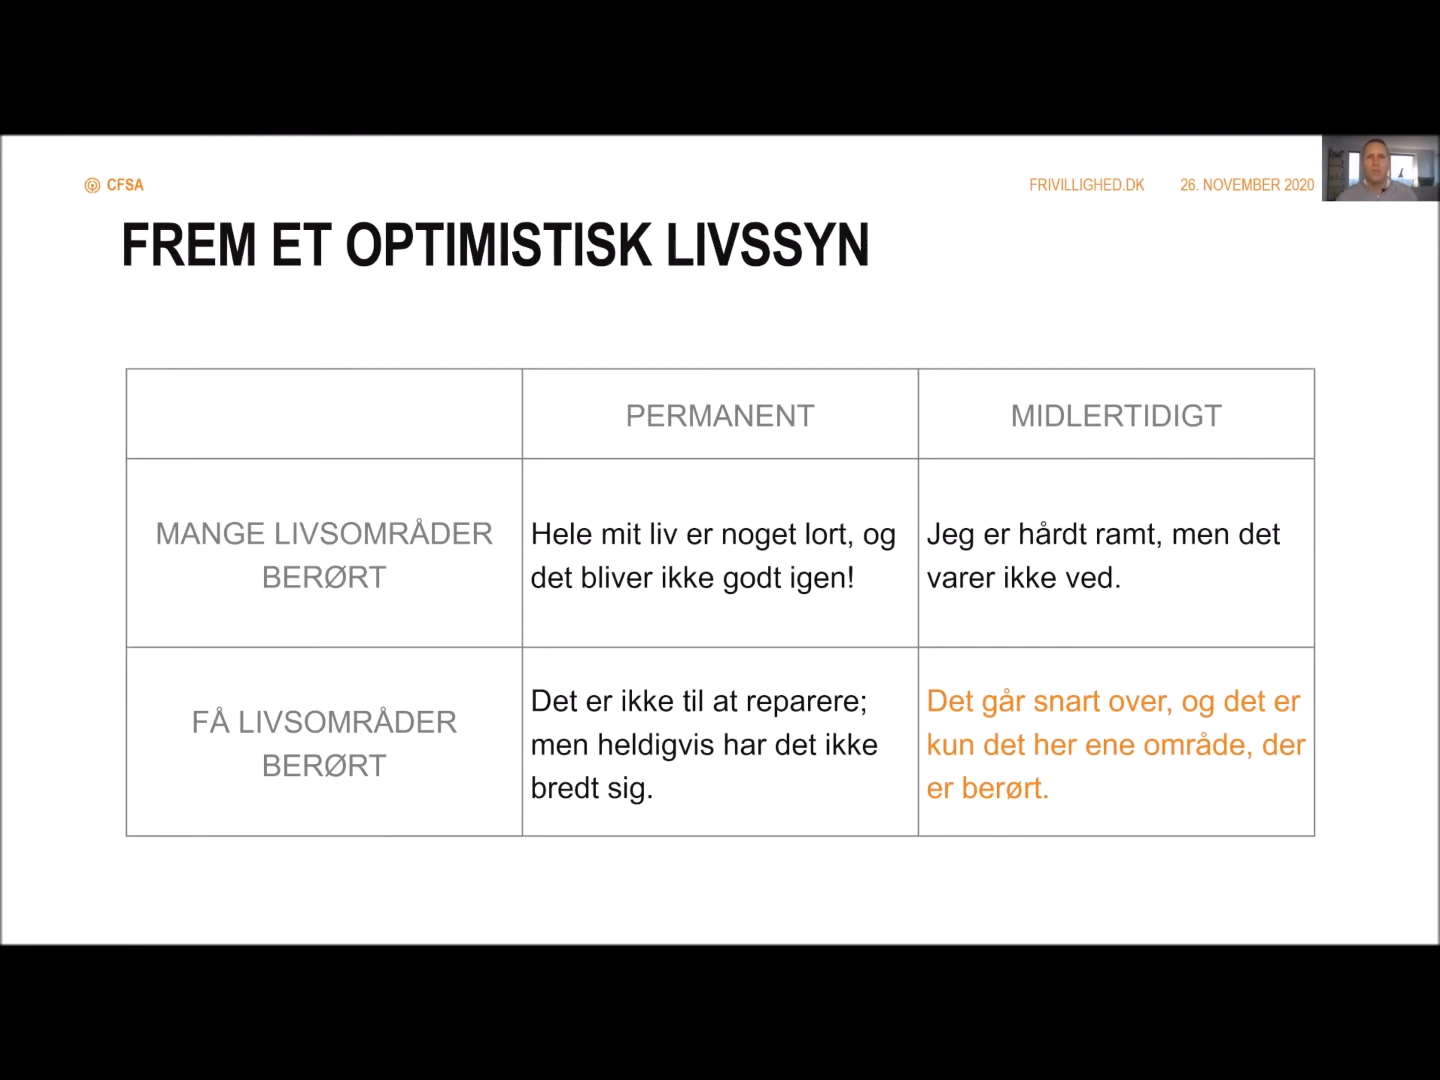 CFSA
FRIVILLIGHED.DK 26. NOVEMBER 2020
FREM ET OPTIMISTISK LIVSSYN
PERMANENT
MIDLERTIDIGT
MANGE LIVSOMRÅDER
BERØRT
Hele mit liv er noget lort, og
det bliver ikke godt igen!
Jeg er hårdt ramt, men det
varer ikke ved.
FÅ LIVSOMRÅDER
BERØRT
Det er ikke til at reparere;
men heldigvis har det ikke
bredt sig.
Det går snart over, og det er
kun det her ene område, der
er berørt.